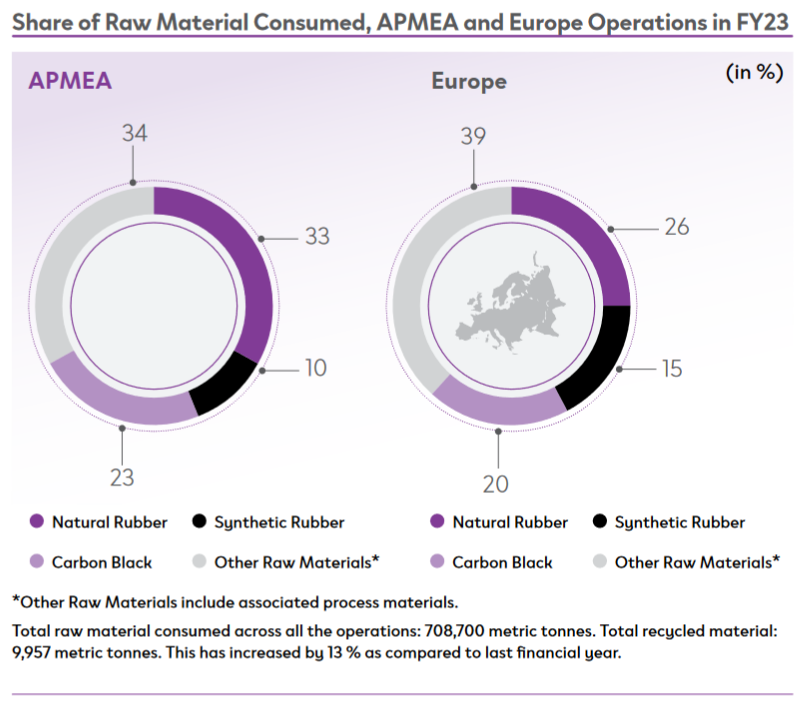 Share of Raw Material Consumed, APMEA and Europe Operations in FY23
(in %)
APMEA
34
33
10
23
Natural Rubber
Synthetic Rubber
Carbon Black
Other Raw Materials*
Europe
39
26
15
20
Natural Rubber
Synthetic Rubber
Carbon Black
Other Raw Materials*
*Other Raw Materials include associated process materials.
Total raw material consumed across all the operations: 708,700 metric tonnes. Total recycled material:
9,957 metric tonnes. This has increased by 13 % as compared to last financial year.